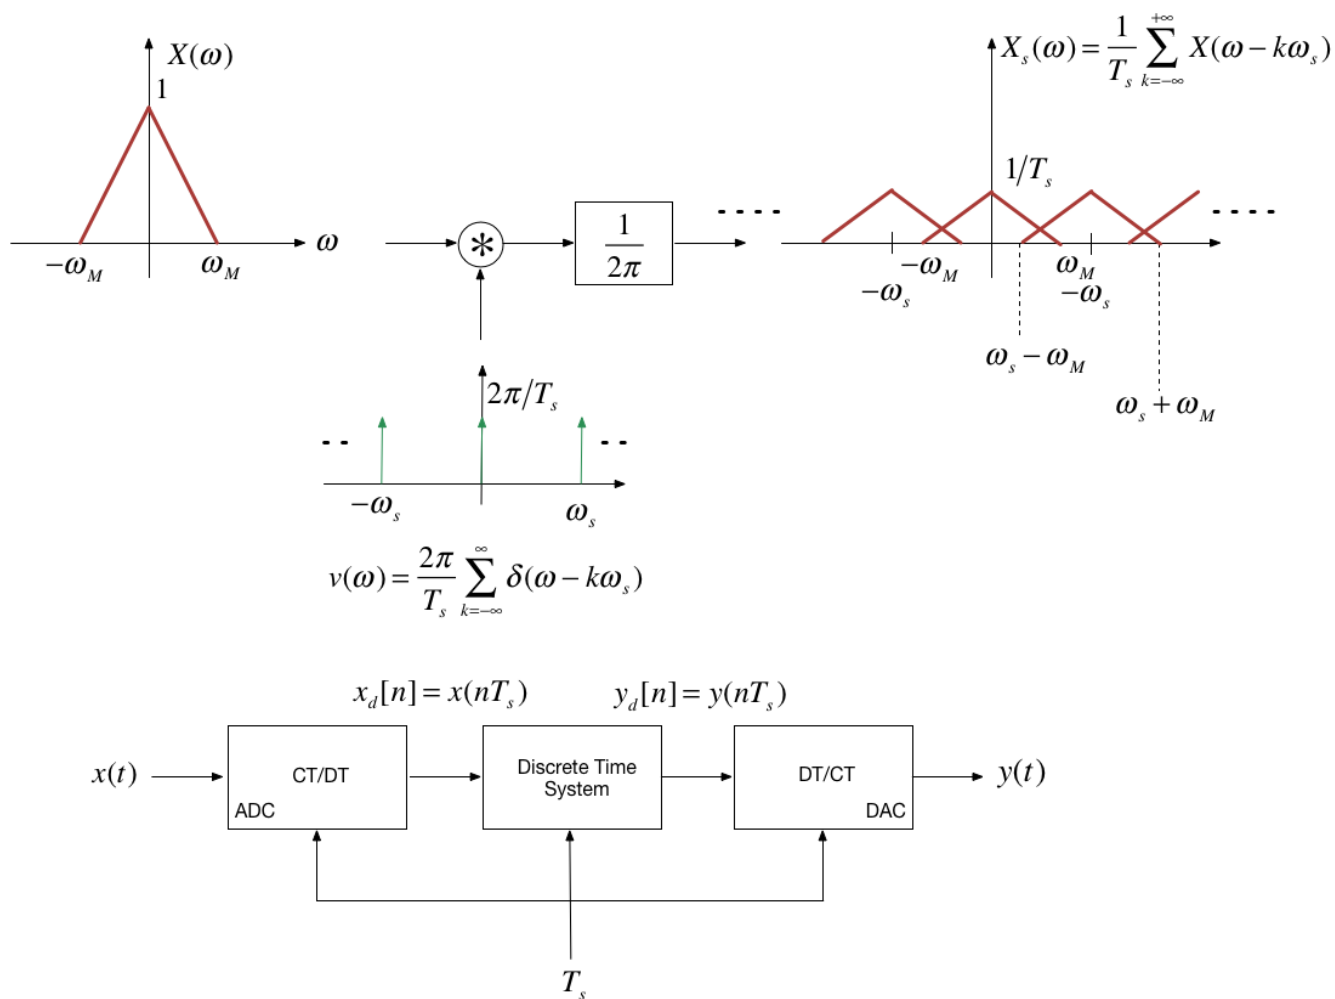 X(ω)
1
−ω_M
ω_M
ω
∗
1/2π
2π/T_s
−ω_s
ω_s
v(ω) = 2π/T_s ∑_{k=−∞}^{∞} δ(ω − kω_s)
X_s(ω) = 1/T_s ∑_{k=−∞}^{+∞} X(ω − kω_s)
1/T_s
−ω_M
ω_M
−ω_s
−ω_s
ω_s − ω_M
ω_s + ω_M
x_d[n] = x(nT_s)
y_d[n] = y(nT_s)
x(t)
CT/DT
ADC
Discrete Time
System
DT/CT
DAC
y(t)
T_s